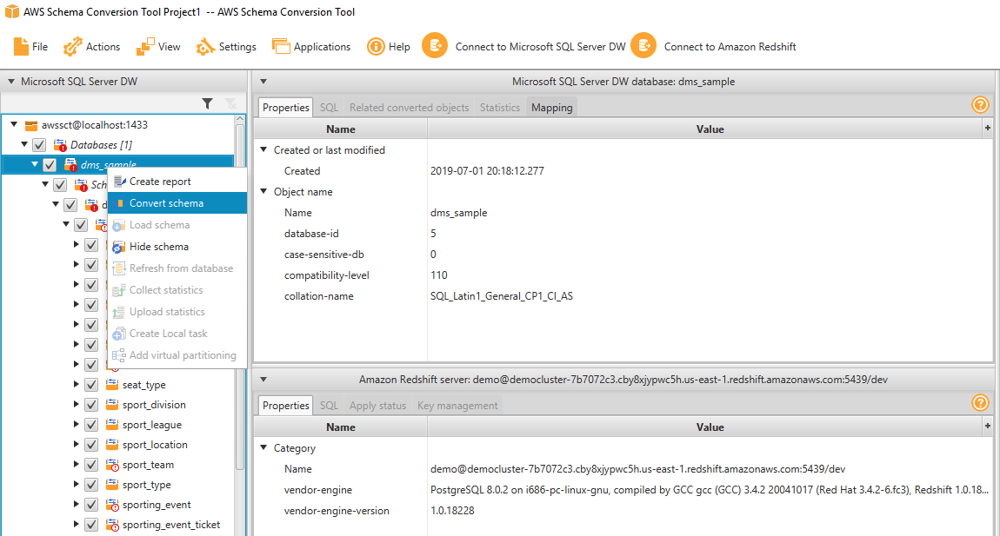 AWS Schema Conversion Tool Project1 -- AWS Schema Conversion Tool
File Actions View Settings Applications Help Connect to Microsoft SQL Server DW Connect to Amazon Redshift
Microsoft SQL Server DW
awssct@localhost:1433
Databases [1]
dms_sample
Sch
d
Create report
Convert schema
Load schema
Hide schema
Refresh from database
Collect statistics
Upload statistics
Create Local task
Add virtual partitioning
seat_type
sport_division
sport_league
sport_location
sport_team
sport_type
sporting_event
sporting_event_ticket
Microsoft SQL Server DW database: dms_sample
Properties SQL Related converted objects Statistics Mapping
Name Value
Created or last modified
Created 2019-07-01 20:18:12.277
Object name
Name dms_sample
database-id 5
case-sensitive-db 0
compatibility-level 110
collation-name SQL_Latin1_General_CP1_CI_AS
Amazon Redshift server: demo@democluster-7b7072c3.cby8xjypwc5h.us-east-1.redshift.amazonaws.com:5439/dev
Properties SQL Apply status Key management
Name Value
Category
Name demo@democluster-7b7072c3.cby8xjypwc5h.us-east-1.redshift.amazonaws.com:5439/dev
vendor-engine PostgreSQL 8.0.2 on i686-pc-linux-gnu, compiled by GCC gcc (GCC) 3.4.2 20041017 (Red Hat 3.4.2-6.fc3), Redshift 1.0.18...
vendor-engine-version 1.0.18228